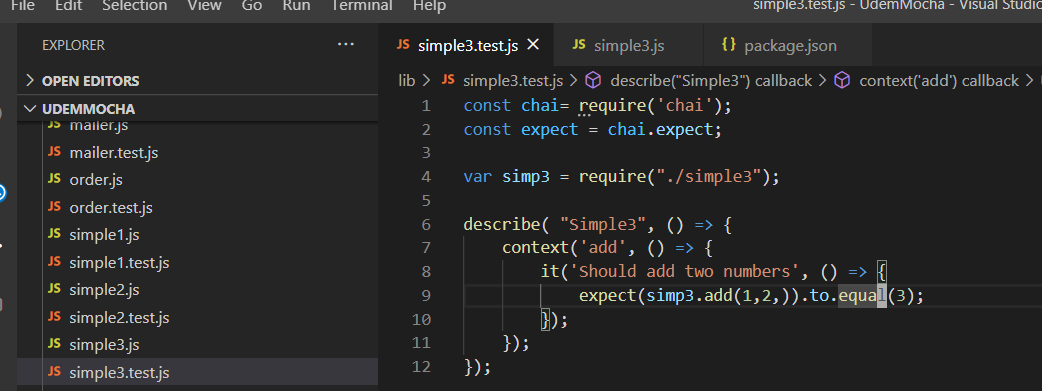 File Edit Selection View Go Run Terminal Help simple3.test.js - UdemMocha - Visual Studio
EXPLORER ···
OPEN EDITORS
UDEMMOCHA
JS mailer.js
JS mailer.test.js
JS order.js
JS order.test.js
JS simple1.js
JS simple1.test.js
JS simple2.js
JS simple2.test.js
JS simple3.js
JS simple3.test.js
JS simple3.test.js × JS simple3.js {} package.json
lib > JS simple3.test.js > describe("Simple3") callback > context('add') callback >
1 const chai= require('chai');
2 const expect = chai.expect;
3
4 var simp3 = require("./simple3");
5
6 describe( "Simple3", () => {
7 context('add', () => {
8 it('Should add two numbers', () => {
9 expect(simp3.add(1,2,)).to.equal(3);
10 });
11 });
12 });